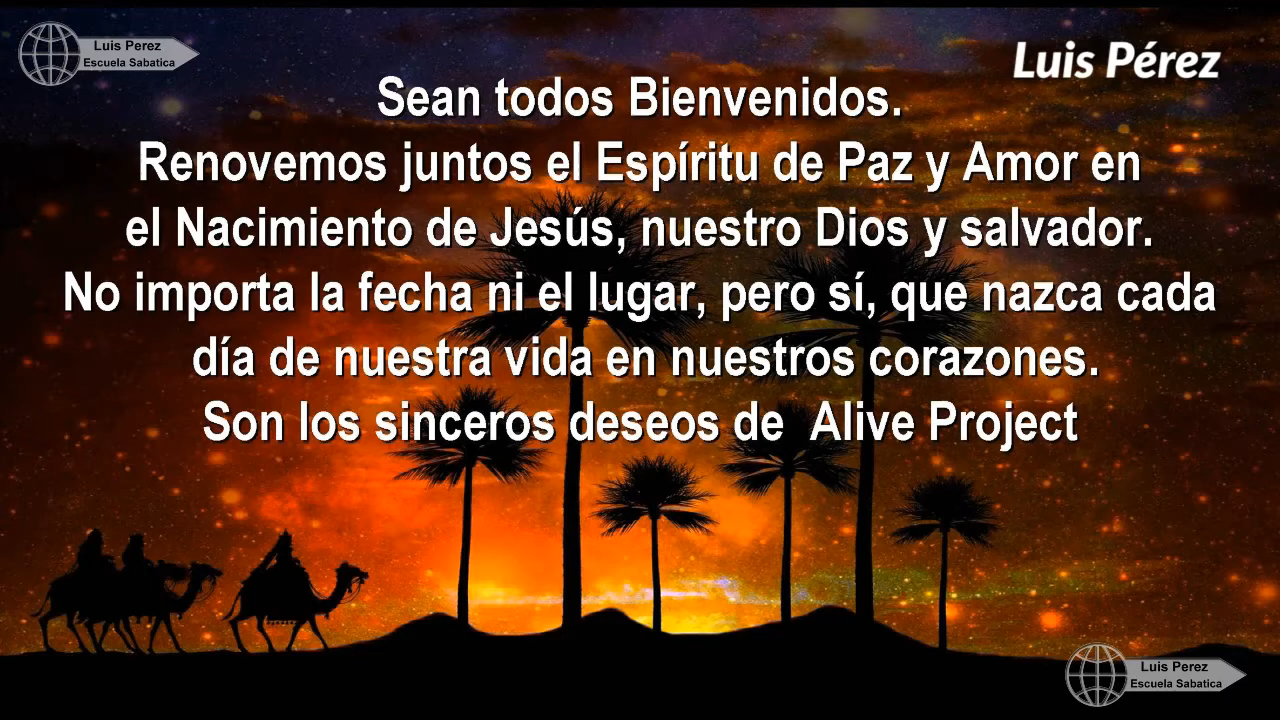 Luis Perez
Escuela Sabatica
Luis Pérez
Sean todos Bienvenidos.
Renovemos juntos el Espíritu de Paz y Amor en
el Nacimiento de Jesús, nuestro Dios y salvador.
No importa la fecha ni el lugar, pero sí, que nazca cada
día de nuestra vida en nuestros corazones.
Son los sinceros deseos de  Alive Project
Luis Perez
Escuela Sabatica